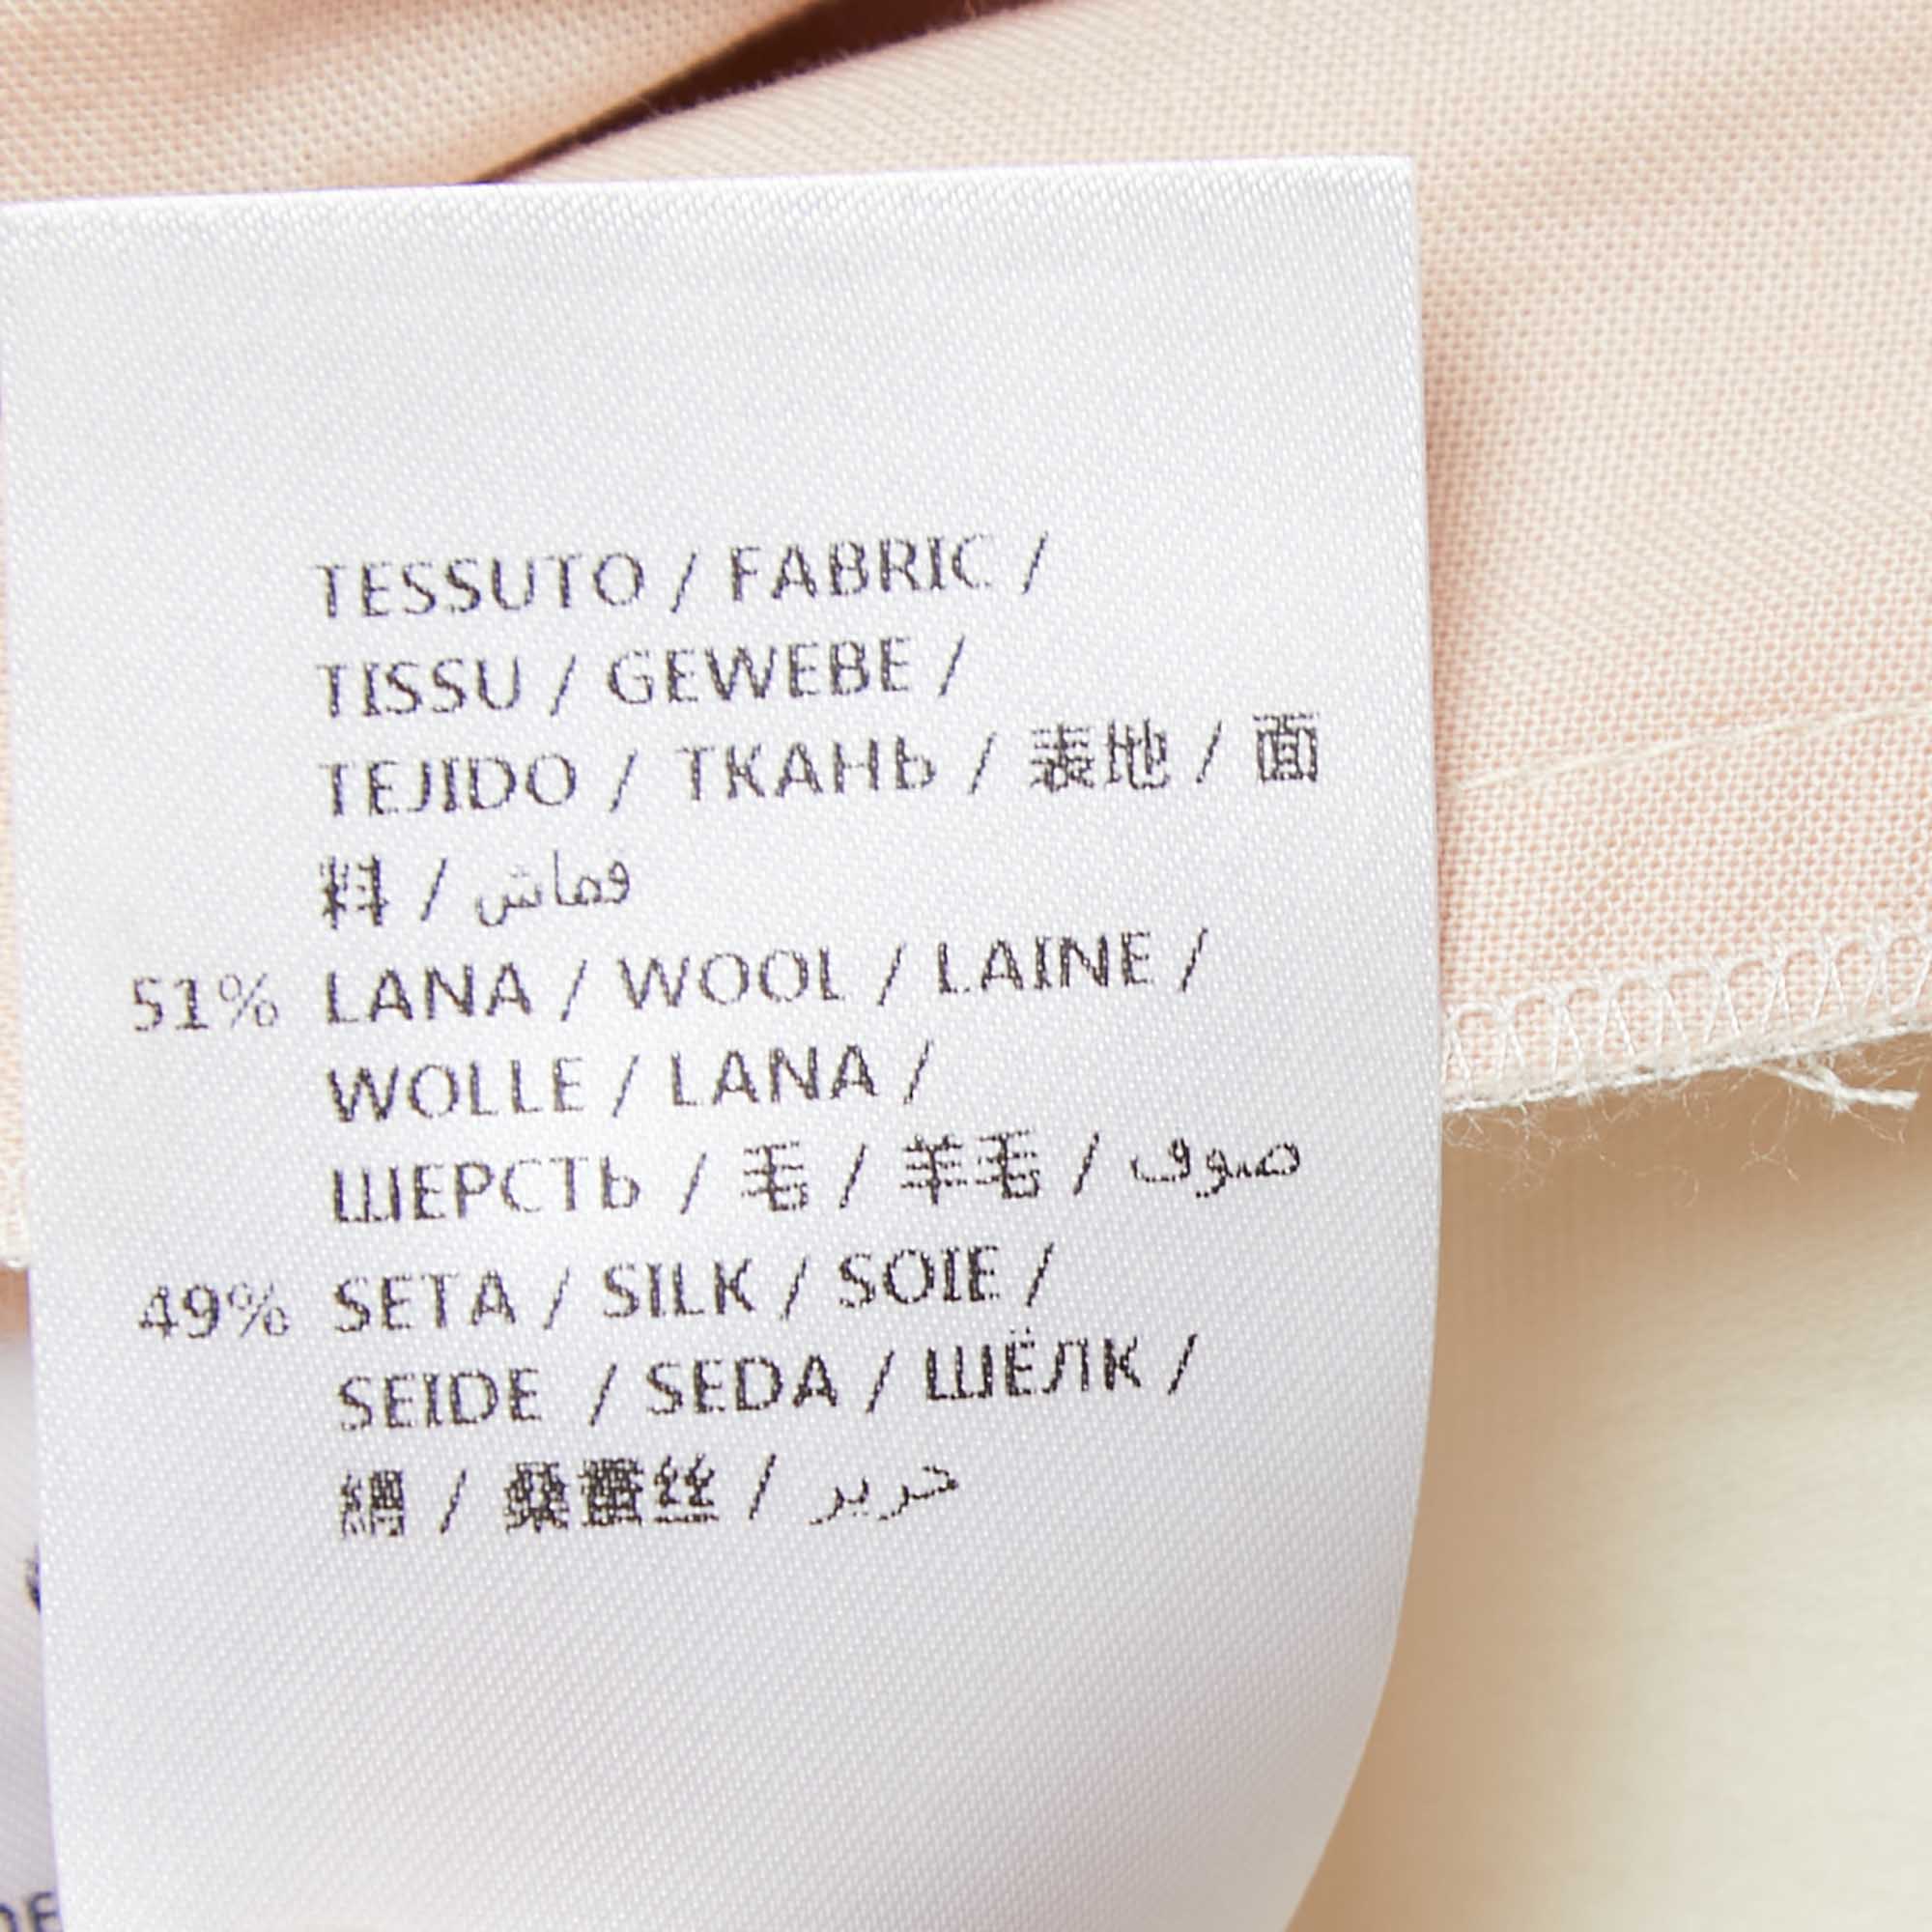 TESSUTO / FABRIC /
TISSU / GEWEBE /
TEJIDO / ТКАНЬ / 表地 / 面
料 / قماش
51% LANA / WOOL / LAINE /
WOLLE / LANA /
ШЕРСТЬ / 毛 / 羊毛 / صوف
49% SETA / SILK / SOIE /
SEIDE / SEDA / ШЁЛК /
絹 / 桑蚕丝 / حرير